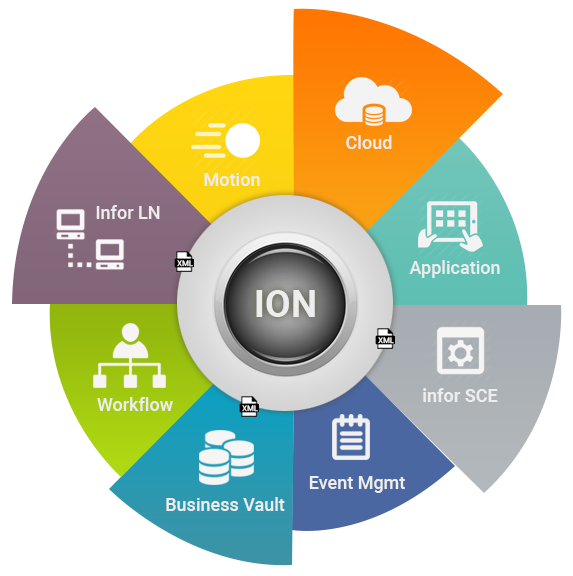 Cloud
Motion
Infor LN
Application
XML
ION
XML
infor SCE
Workflow
XML
Event Mgmt
Business Vault